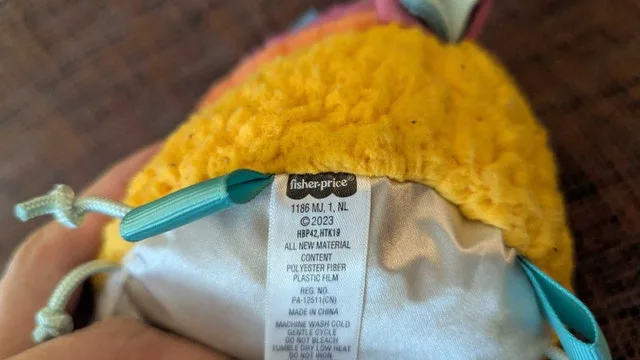 fisher-price®
1186 MJ, 1, NL
©2023
HBP42,HTK19
ALL NEW MATERIAL
CONTENT
POLYESTER FIBER
PLASTIC FILM
REG. NO.
PA-12511(CN)
MADE IN CHINA
MACHINE WASH COLD
GENTLE CYCLE
DO NOT BLEACH
TUMBLE DRY LOW HEAT
DO NOT IRON